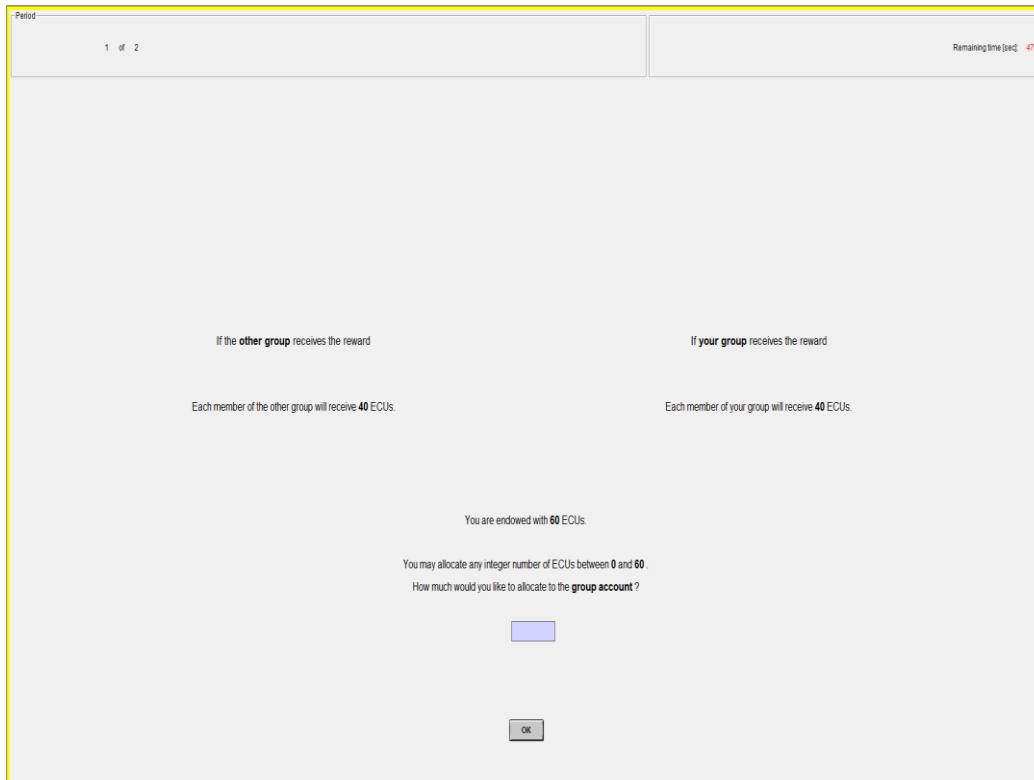 Period
1 of 2
Remaining time [sec]: 47
If the other group receives the reward
If your group receives the reward
Each member of the other group will receive 40 ECUs.
Each member of your group will receive 40 ECUs.
You are endowed with 60 ECUs.
You may allocate any integer number of ECUs between 0 and 60 .
How much would you like to allocate to the group account ?
OK